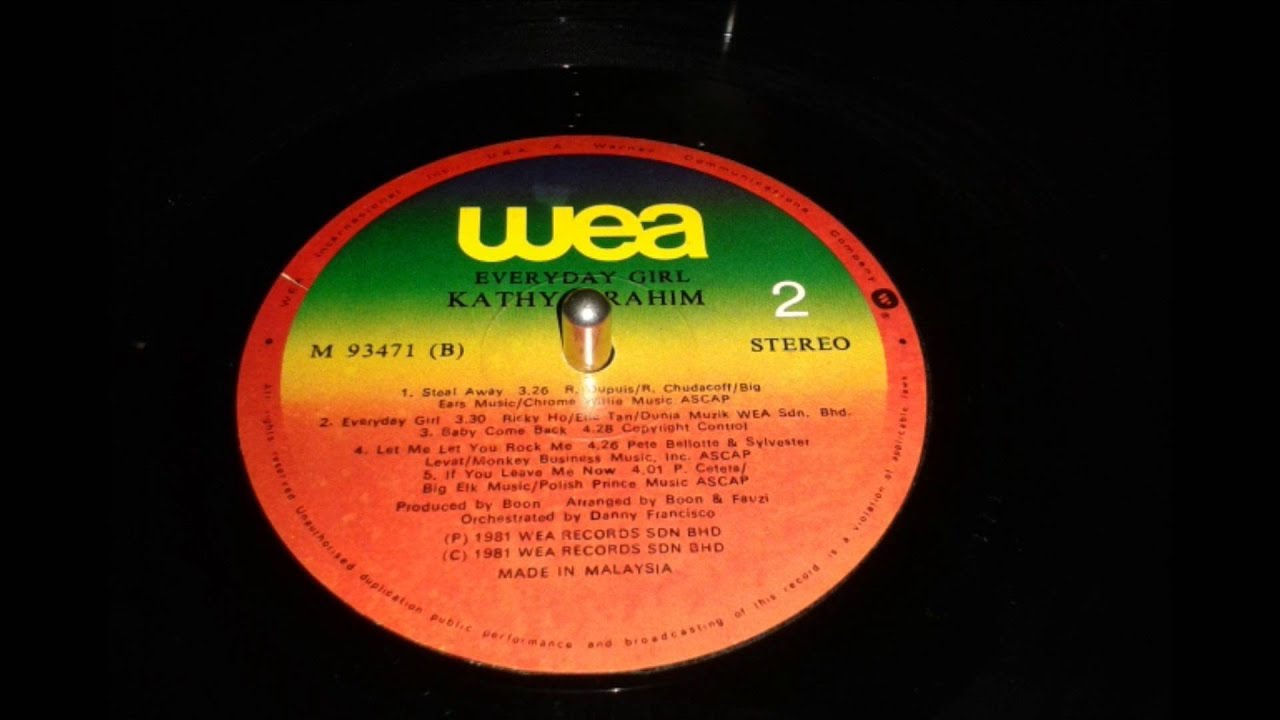 WEA International Inc. U.S.A. A Warner Communications Company
wea
EVERYDAY GIRL
KATHY RAHIM
2
M 93471 (B)
STEREO
1. Steal Away 3.26 R. Dupuis/R. Chudacoff/Big
Ears Music/Chrome Willie Music ASCAP
2. Everyday Girl 3.30 Ricky Ho/Eric Tan/Dunia Muzik WEA Sdn. Bhd.
3. Baby Come Back 4.28 Copyright Control
4. Let Me Let You Rock Me 4.26 Pete Bellotte & Sylvester
Levat/Monkey Business Music, Inc. ASCAP
5. If You Leave Me Now 4.01 P. Cetera/
Big Elk Music/Polish Prince Music ASCAP
Produced by Boon Arranged by Boon & Fauzi
Orchestrated by Danny Francisco
(P) 1981 WEA RECORDS SDN BHD
(C) 1981 WEA RECORDS SDN BHD
MADE IN MALAYSIA
All rights reserved Unauthorised duplication public performance and broadcasting of this record is a violation of applicable laws